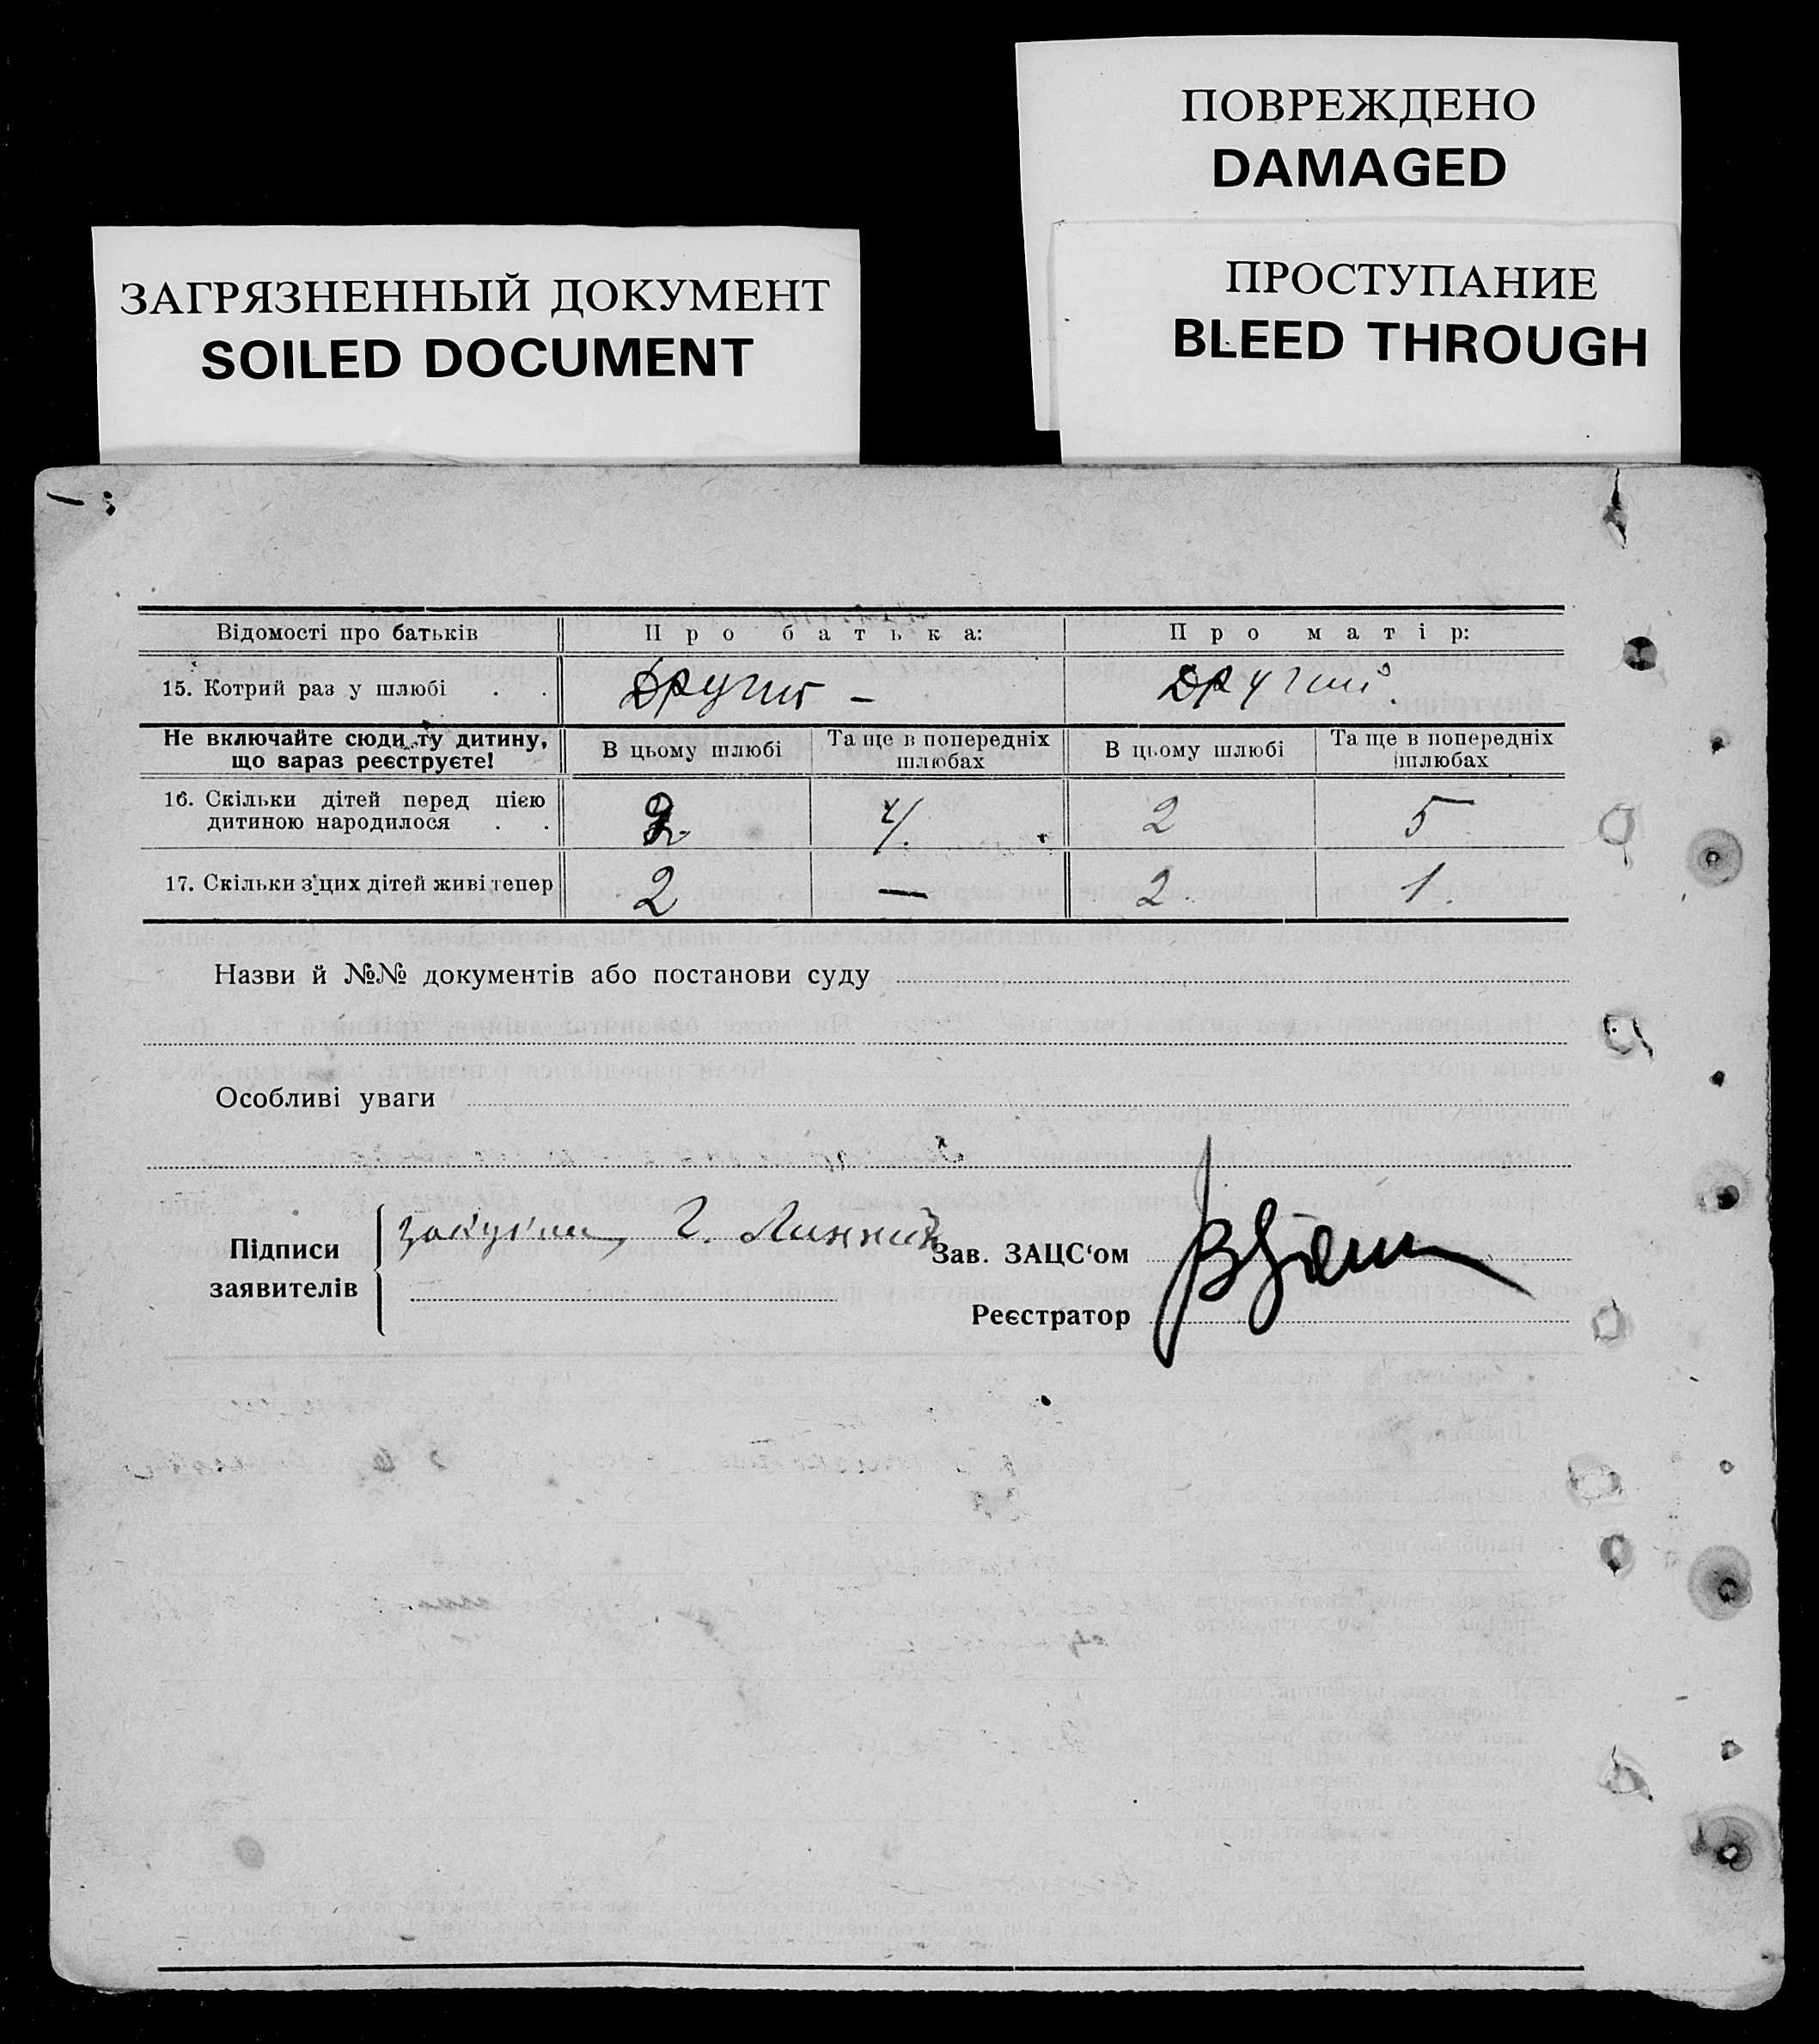 ПОВРЕЖДЕНО
DAMAGED
ПРОСТУПАНИЕ
BLEED THROUGH
ЗАГРЯЗНЕННЫЙ ДОКУМЕНТ
SOILED DOCUMENT
Відомості про батьків Про батька: Про матір:
15. Котрий раз у шлюбі . . Другий – Другий.
Не включайте сюди ту дитину, що зараз реєструєте! В цьому шлюбі Та ще в попередніх шлюбах В цьому шлюбі Та ще в попередніх шлюбах
16. Скільки дітей перед цією
дитиною народилося . . 2 4. 2 5
17. Скільки з цих дітей живі тепер 2 — 2. 1.
Назви й №№ документів або постанови суду
Особливі уваги
Підписи
заявителів
Зав. ЗАЦС‘ом
Реєстратор